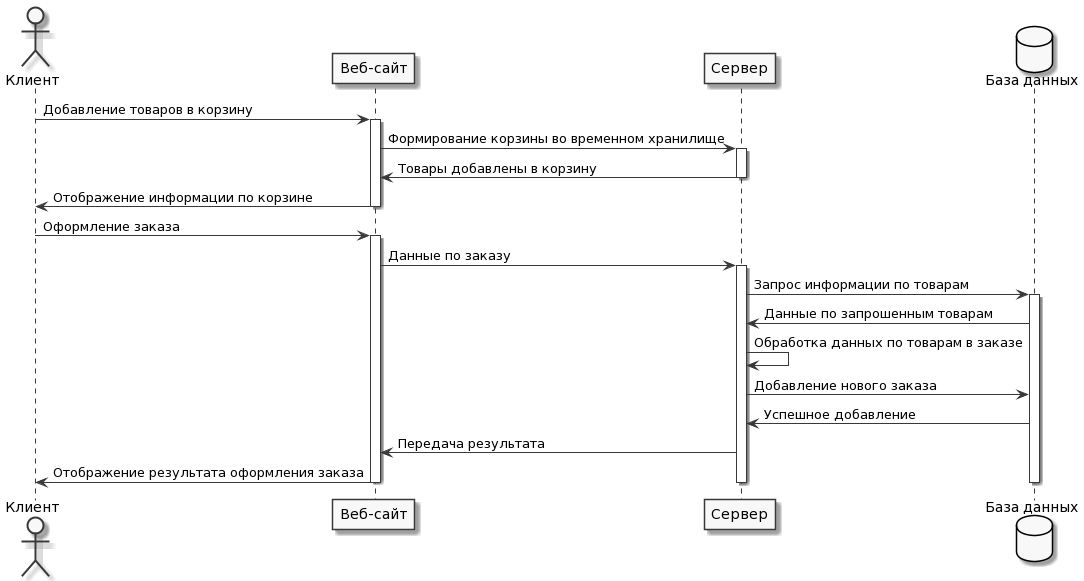 Клиент
Веб-сайт
Сервер
База данных
Добавление товаров в корзину
Формирование корзины во временном хранилище
Товары добавлены в корзину
Отображение информации по корзине
Оформление заказа
Данные по заказу
Запрос информации по товарам
Данные по запрошенным товарам
Обработка данных по товарам в заказе
Добавление нового заказа
Успешное добавление
Передача результата
Отображение результата оформления заказа
Клиент
Веб-сайт
Сервер
База данных